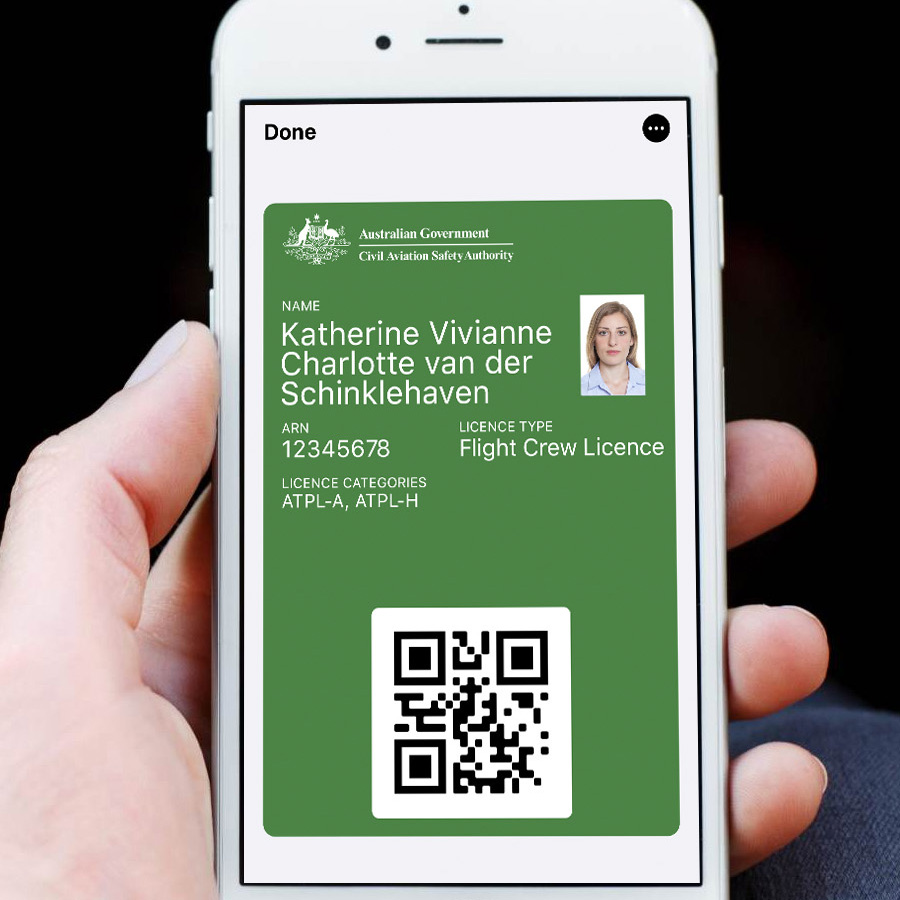 Done
Australian Government
Civil Aviation Safety Authority
NAME
Katherine Vivianne
Charlotte van der
Schinklehaven
ARN
12345678
LICENCE TYPE
Flight Crew Licence
LICENCE CATEGORIES
ATPL-A, ATPL-H